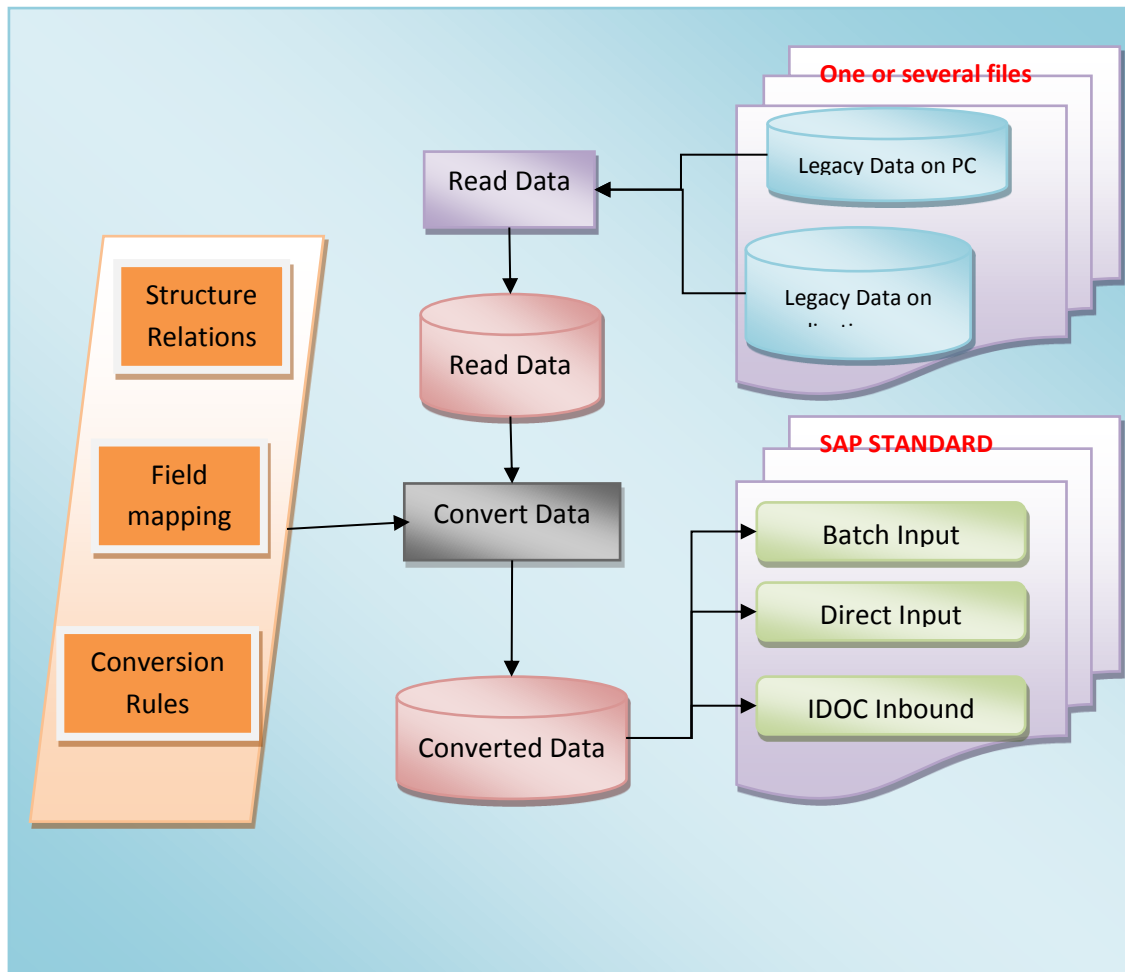 One or several files
Legacy Data on PC
Read Data
Legacy Data on
Structure
Relations
Read Data
SAP STANDARD
Field
mapping
Convert Data
Batch Input
Direct Input
Conversion
Rules
IDOC Inbound
Converted Data